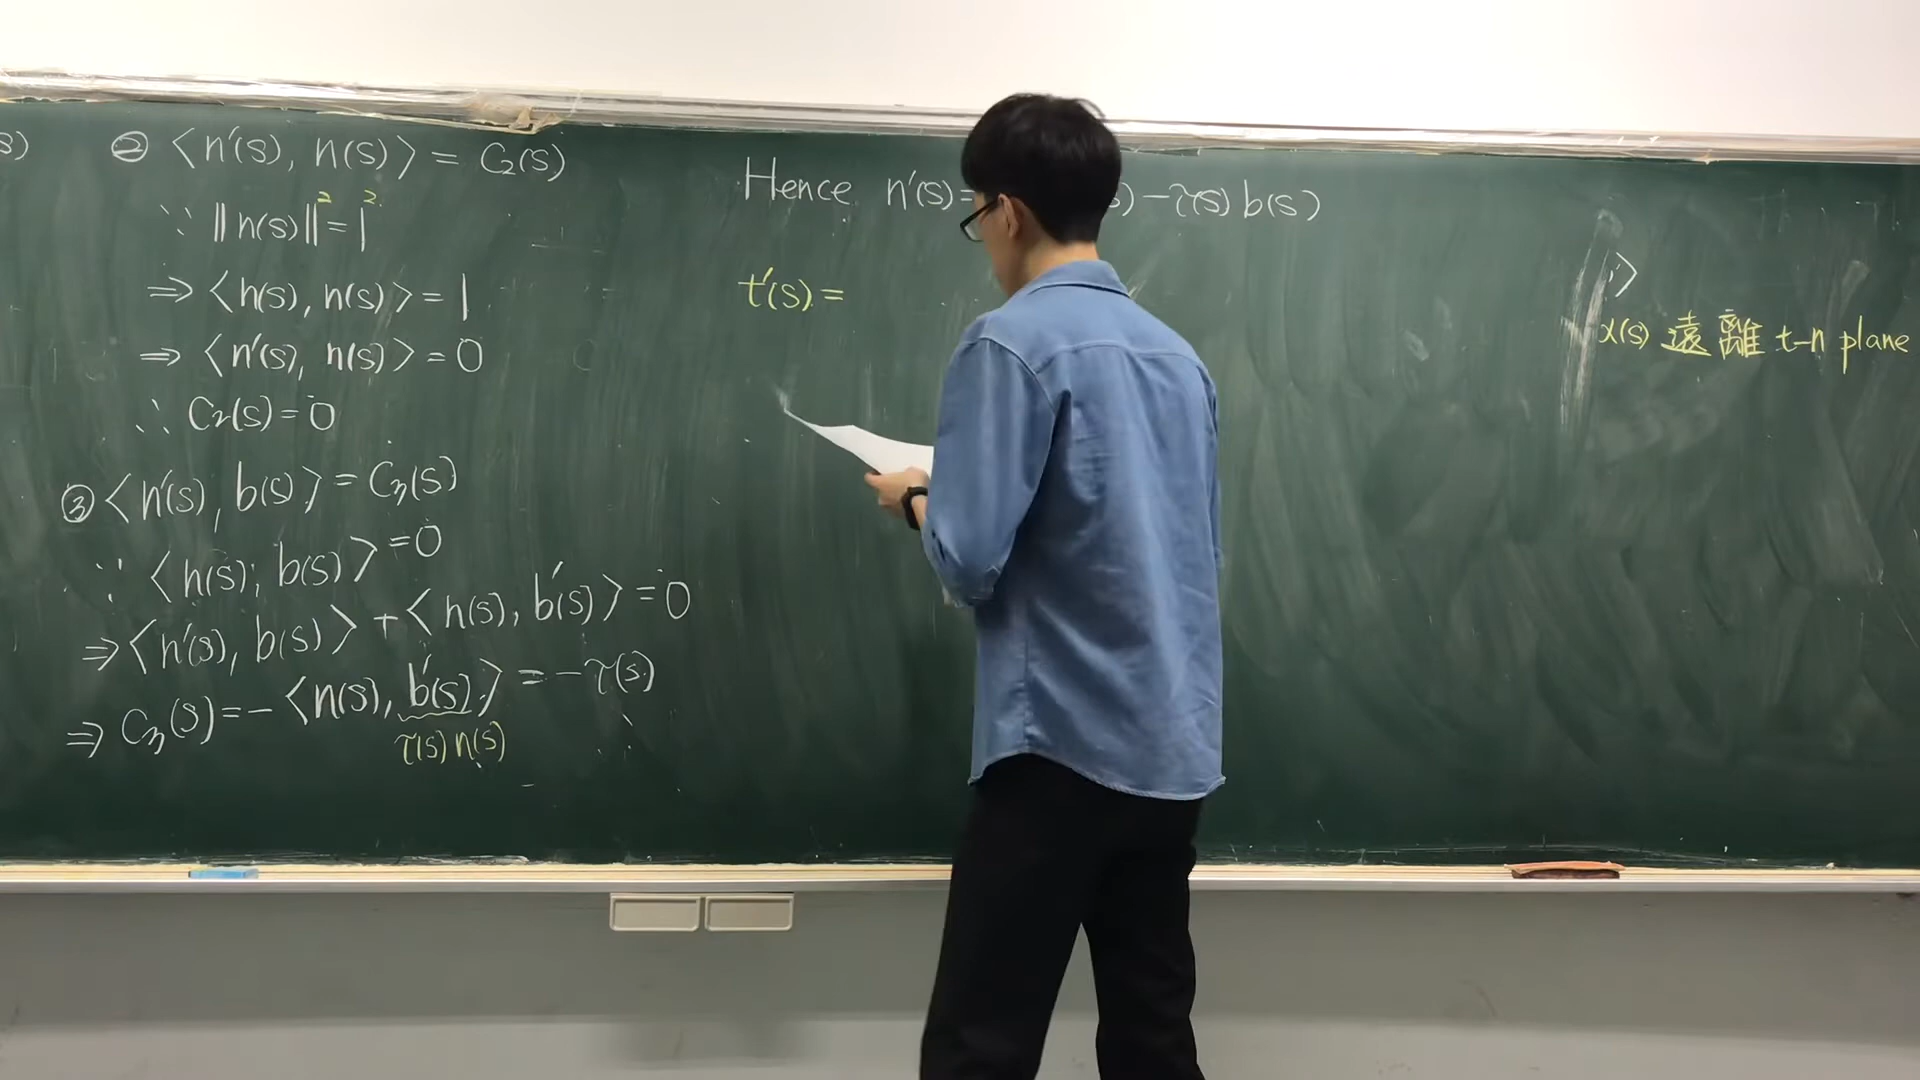 s)
② ⟨n'(s), n(s)⟩ = C₂(s)
∵ ‖n(s)‖² = 1²
⇒ ⟨n(s), n(s)⟩ = 1
⇒ ⟨n'(s), n(s)⟩ = 0
∴ C₂(s) = 0
③ ⟨n'(s), b(s)⟩ = C₃(s)
∵ ⟨n(s), b(s)⟩ = 0
⇒ ⟨n'(s), b(s)⟩ + ⟨n(s), b'(s)⟩ = 0
⇒ C₃(s) = - ⟨n(s), b'(s)⟩ = -τ(s)
τ(s) n(s)
Hence n'(s) = s) - τ(s) b(s)
t'(s) =
⟩
x(s) 遠離 t-n plane